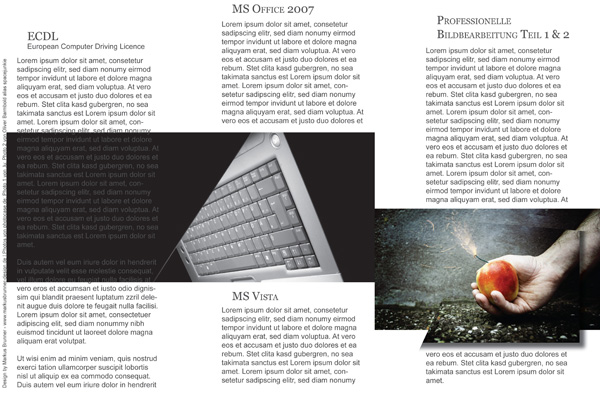 ECDL
European Computer Driving Licence
Lorem ipsum dolor sit amet, consetetur
sadipscing elitr, sed diam nonumy eirmod
tempor invidunt ut labore et dolore magna
aliquyam erat, sed diam voluptua. At vero
eos et accusam et justo duo dolores et ea
rebum. Stet clita kasd gubergren, no sea
takimata sanctus est Lorem ipsum dolor
sit amet. Lorem ipsum dolor sit amet, con-
setetur sadipscing elitr, sed diam nonumy
eirmod tempor invidunt ut labore et dolore
magna aliquyam erat, sed diam voluptua. At
vero eos et accusam et justo duo dolores et
ea rebum. Stet clita kasd gubergren, no sea
takimata sanctus est Lorem ipsum dolor sit
amet. Lorem ipsum dolor sit amet, con-
setetur sadipscing elitr, sed diam nonumy
eirmod tempor invidunt ut labore et dolore
magna aliquyam erat, sed diam voluptua. At
vero eos et accusam et justo duo dolores et
ea rebum. Stet clita kasd gubergren, no sea
takimata sanctus est Lorem ipsum dolor sit
amet.
Duis autem vel eum iriure dolor in hendrerit
in vulputate velit esse molestie consequat,
vel illum dolore eu feugiat nulla facilisis at
vero eros et accumsan et iusto odio dignis-
sim qui blandit praesent luptatum zzril dele-
nit augue duis dolore te feugait nulla facilisi.
Lorem ipsum dolor sit amet, consectetuer
adipiscing elit, sed diam nonummy nibh
euismod tincidunt ut laoreet dolore magna
aliquam erat volutpat.
Ut wisi enim ad minim veniam, quis nostrud
exerci tation ullamcorper suscipit lobortis
nisl ut aliquip ex ea commodo consequat.
Duis autem vel eum iriure dolor in hendrerit
MS Office 2007
Lorem ipsum dolor sit amet, consetetur
sadipscing elitr, sed diam nonumy
eirmod tempor invidunt ut labore et dolore
magna aliquyam erat, sed diam voluptua. At
vero eos et accusam et justo duo dolores et
ea rebum. Stet clita kasd gubergren, no sea
takimata sanctus est Lorem ipsum dolor sit
amet. Lorem ipsum dolor sit amet, con-
setetur sadipscing elitr, sed diam nonumy
eirmod tempor invidunt ut labore et dolore
magna aliquyam erat, sed diam voluptua. At
vero eos et accusam et justo duo dolores et
MS Vista
Lorem ipsum dolor sit amet, consetetur
sadipscing elitr, sed diam nonumy
eirmod tempor invidunt ut labore et dolore
magna aliquyam erat, sed diam voluptua. At
vero eos et accusam et justo duo dolores et
ea rebum. Stet clita kasd gubergren, no sea
takimata sanctus est Lorem ipsum dolor sit
amet. Lorem ipsum dolor sit amet, con-
setetur sadipscing elitr, sed diam nonumy
Professionelle
Bildbearbeitung Teil 1 & 2
Lorem ipsum dolor sit amet, consetetur
sadipscing elitr, sed diam nonumy
eirmod tempor invidunt ut labore et dolore
magna aliquyam erat, sed diam voluptua. At
vero eos et accusam et justo duo dolores et
ea rebum. Stet clita kasd gubergren, no sea
takimata sanctus est Lorem ipsum dolor sit
amet. Lorem ipsum dolor sit amet, con-
setetur sadipscing elitr, sed diam nonumy
eirmod tempor invidunt ut labore et dolore
magna aliquyam erat, sed diam voluptua. At
vero eos et accusam et justo duo dolores et
ea rebum. Stet clita kasd gubergren, no sea
takimata sanctus est Lorem ipsum dolor sit
amet. Lorem ipsum dolor sit amet, con-
setetur sadipscing elitr, sed diam nonumy
eirmod tempor invidunt ut labore et dolore
magna aliquyam erat, sed diam voluptua. At
vero eos et accusam et justo duo dolores et
ea rebum. Stet clita kasd gubergren, no sea
takimata sanctus est Lorem ipsum dolor sit
amet.